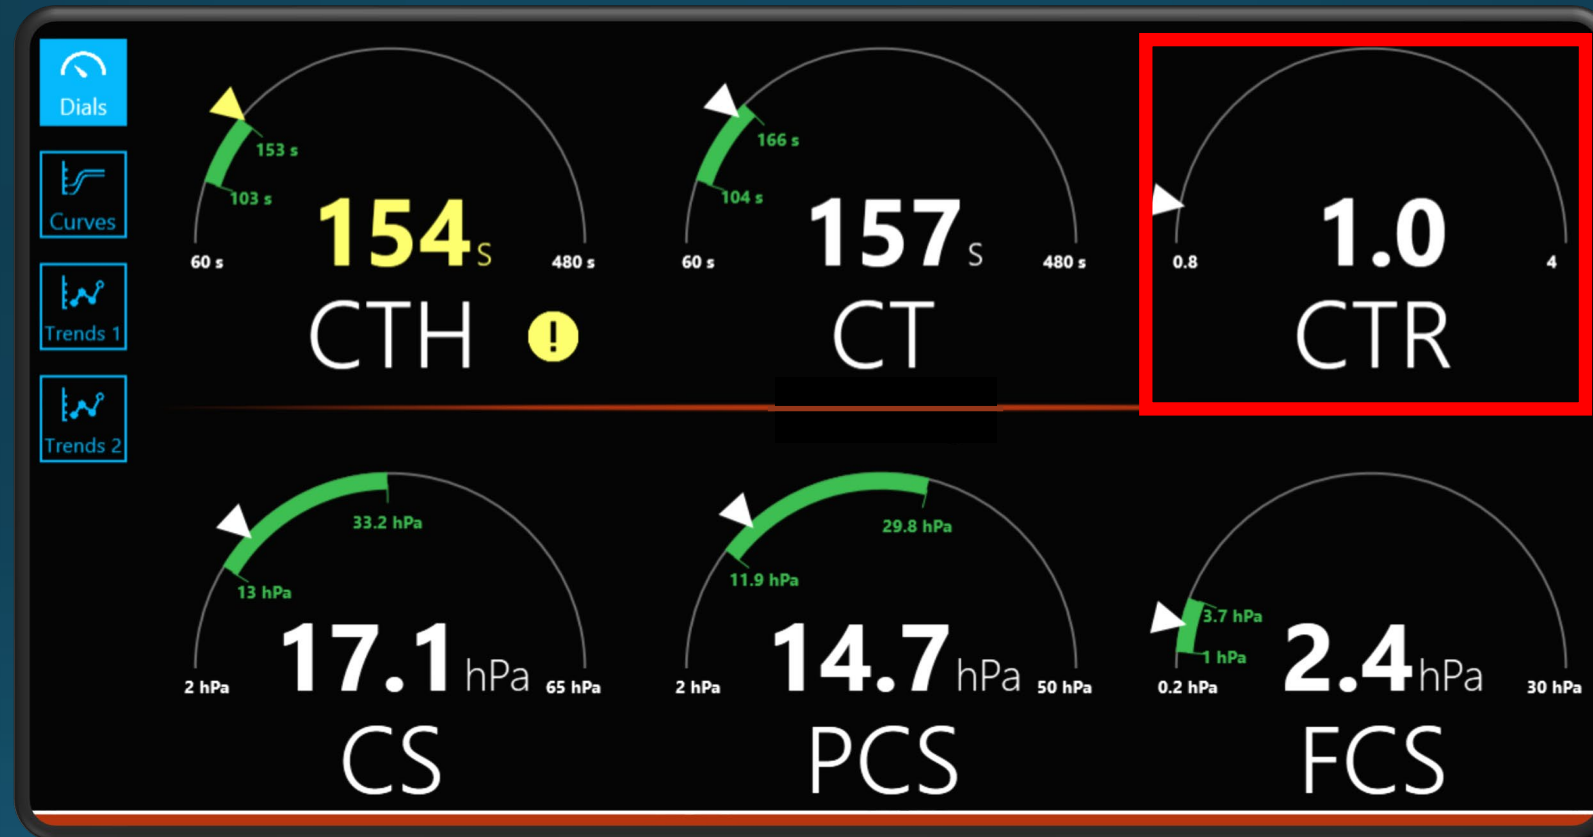 Dials
Curves
Trends 1
Trends 2
153 s
103 s
154 s
60 s
480 s
CTH
!
166 s
104 s
157 s
60 s
480 s
CT
1.0
0.8
4
CTR
33.2 hPa
13 hPa
17.1 hPa
2 hPa
65 hPa
CS
29.8 hPa
11.9 hPa
14.7 hPa
2 hPa
50 hPa
PCS
3.7 hPa
1 hPa
2.4 hPa
0.2 hPa
30 hPa
FCS